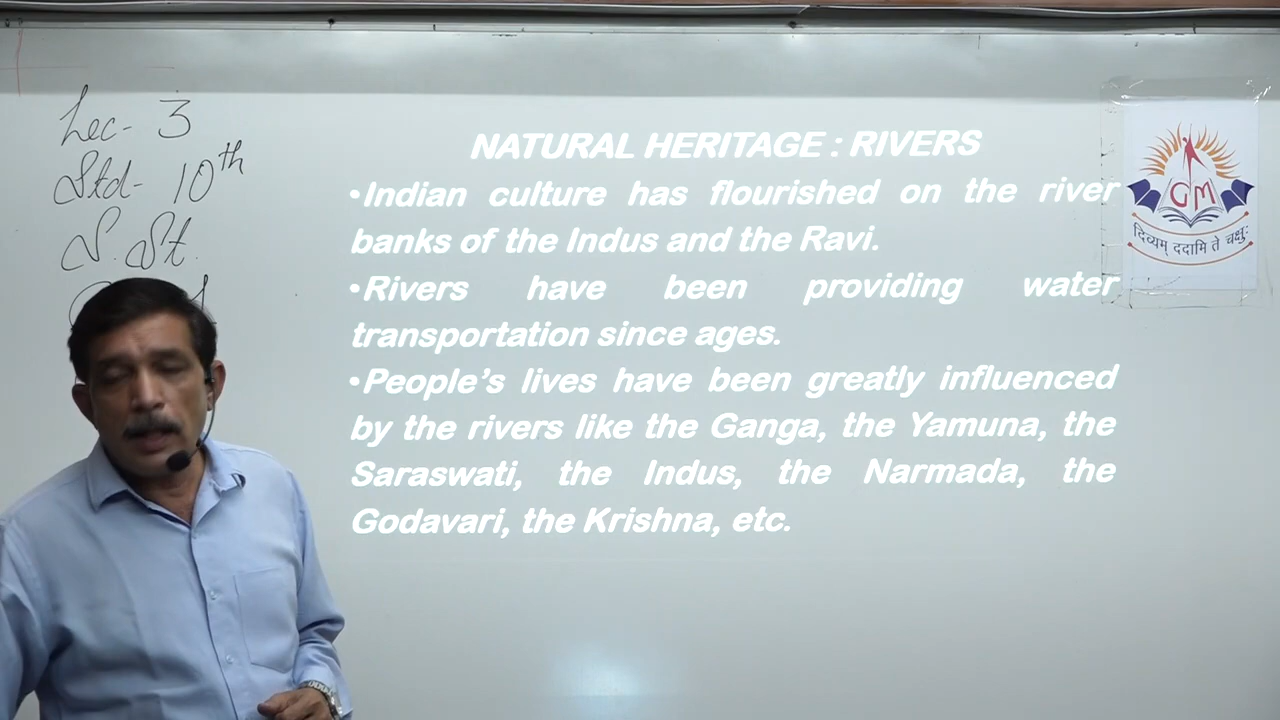 Lec- 3
Std- 10th
S. St.
NATURAL HERITAGE : RIVERS
•Indian culture has flourished on the river
banks of the Indus and the Ravi.
•Rivers have been providing water
transportation since ages.
•People's lives have been greatly influenced
by the rivers like the Ganga, the Yamuna, the
Saraswati, the Indus, the Narmada, the
Godavari, the Krishna, etc.
GM
दिव्यम् ददामि ते चक्षुः